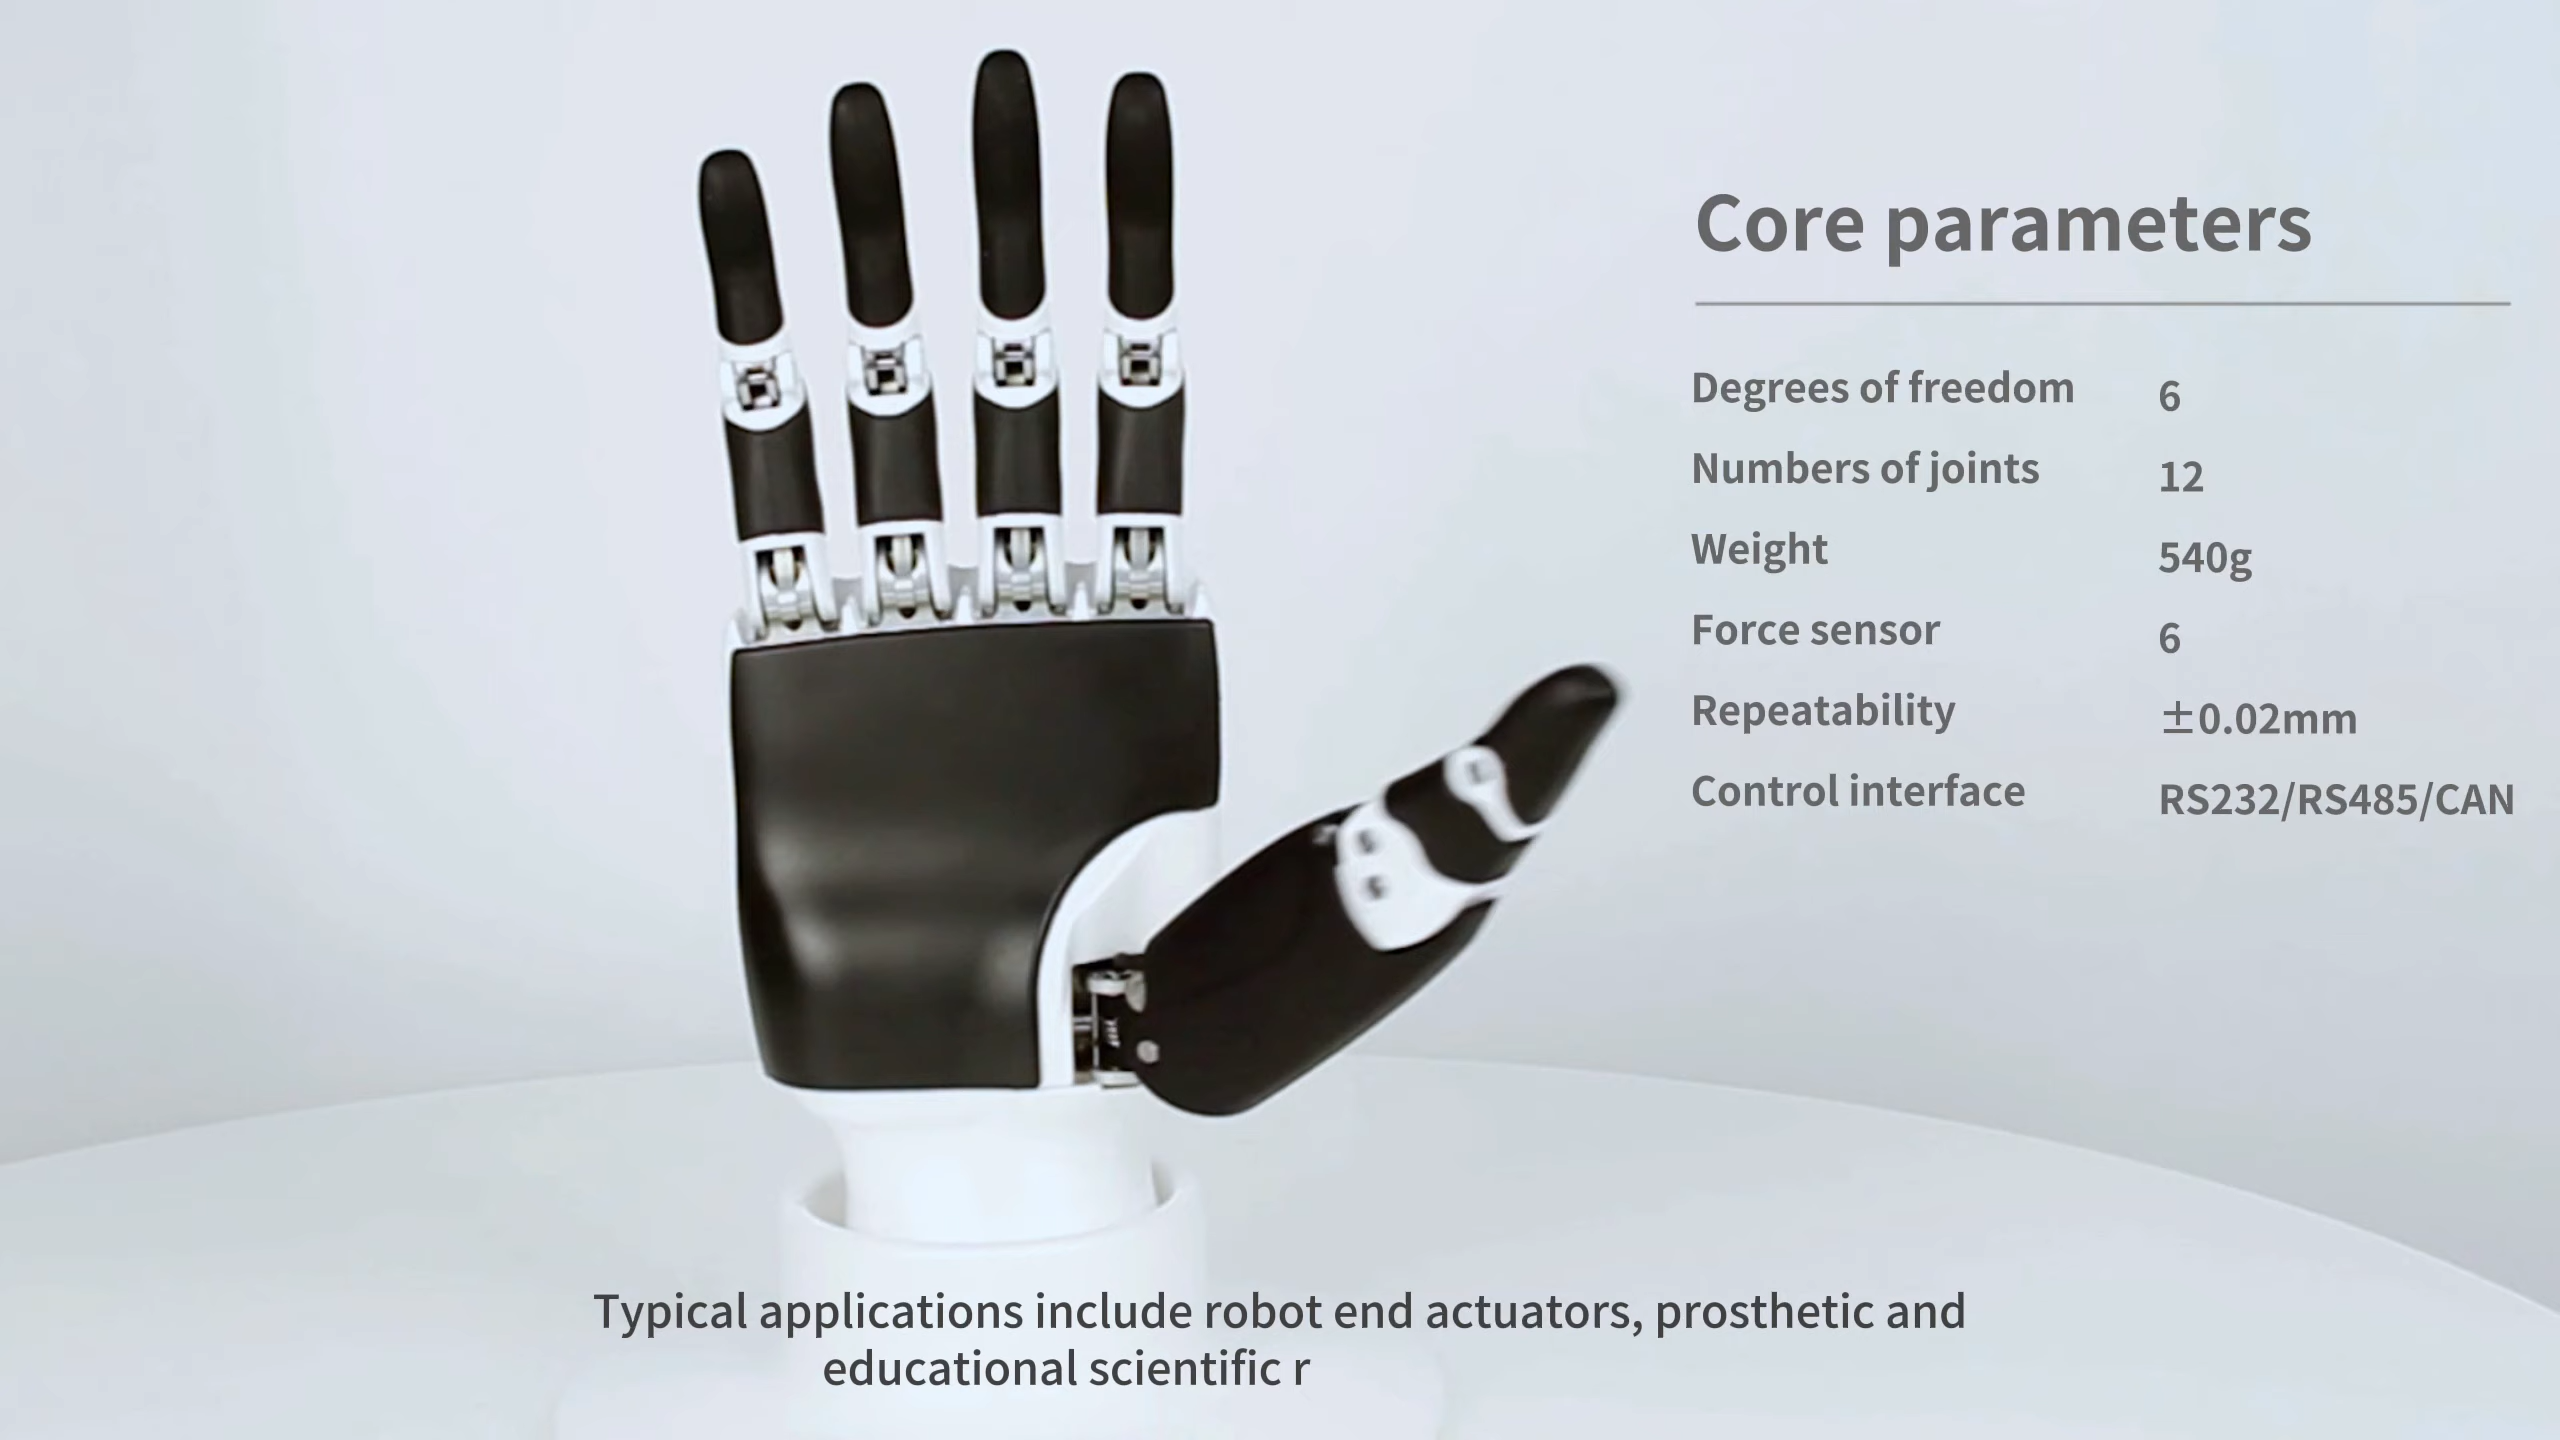 Core parameters
Degrees of freedom 6
Numbers of joints 12
Weight 540g
Force sensor 6
Repeatability ±0.02mm
Control interface RS232/RS485/CAN
Typical applications include robot end actuators, prosthetic and
educational scientific r